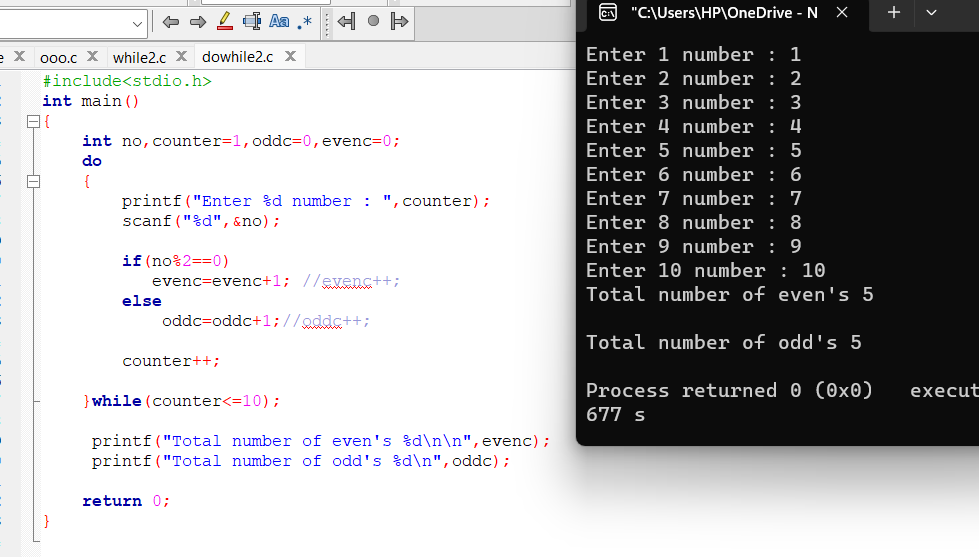 "C:\Users\HP\OneDrive - N
Aa .*
ooo.c
while2.c
dowhile2.c
#include<stdio.h>
int main()
{
int no,counter=1,oddc=0,evenc=0;
do
{
printf("Enter %d number : ",counter);
scanf("%d",&no);
if(no%2==0)
evenc=evenc+1; //evenc++;
else
oddc=oddc+1;//oddc++;
counter++;
}while(counter<=10);
printf("Total number of even's %d\n\n",evenc);
printf("Total number of odd's %d\n",oddc);
return 0;
}
Enter 1 number : 1
Enter 2 number : 2
Enter 3 number : 3
Enter 4 number : 4
Enter 5 number : 5
Enter 6 number : 6
Enter 7 number : 7
Enter 8 number : 8
Enter 9 number : 9
Enter 10 number : 10
Total number of even's 5
Total number of odd's 5
Process returned 0 (0x0) execut
677 s